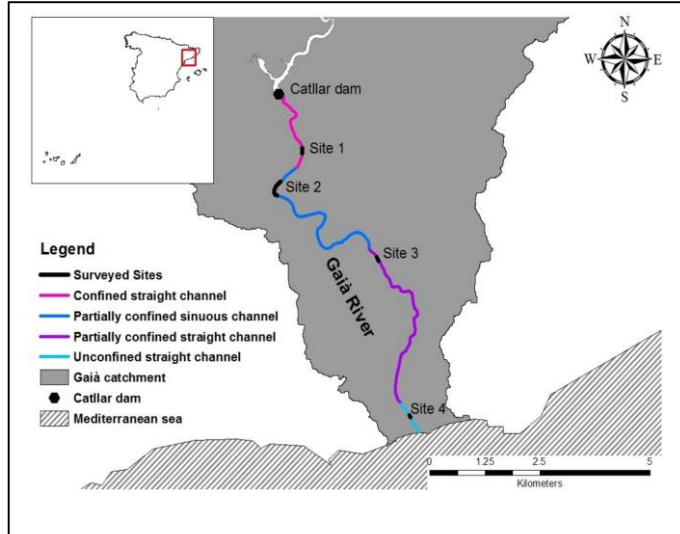 N
W
E
S
Catllar dam
Site 1
Site 2
Site 3
Gaià River
Site 4
Legend
Surveyed Sites
Confined straight channel
Partially confined sinuous channel
Partially confined straight channel
Unconfined straight channel
Gaià catchment
Catllar dam
Mediterranean sea
0 1.25 2.5 5
Kilometers